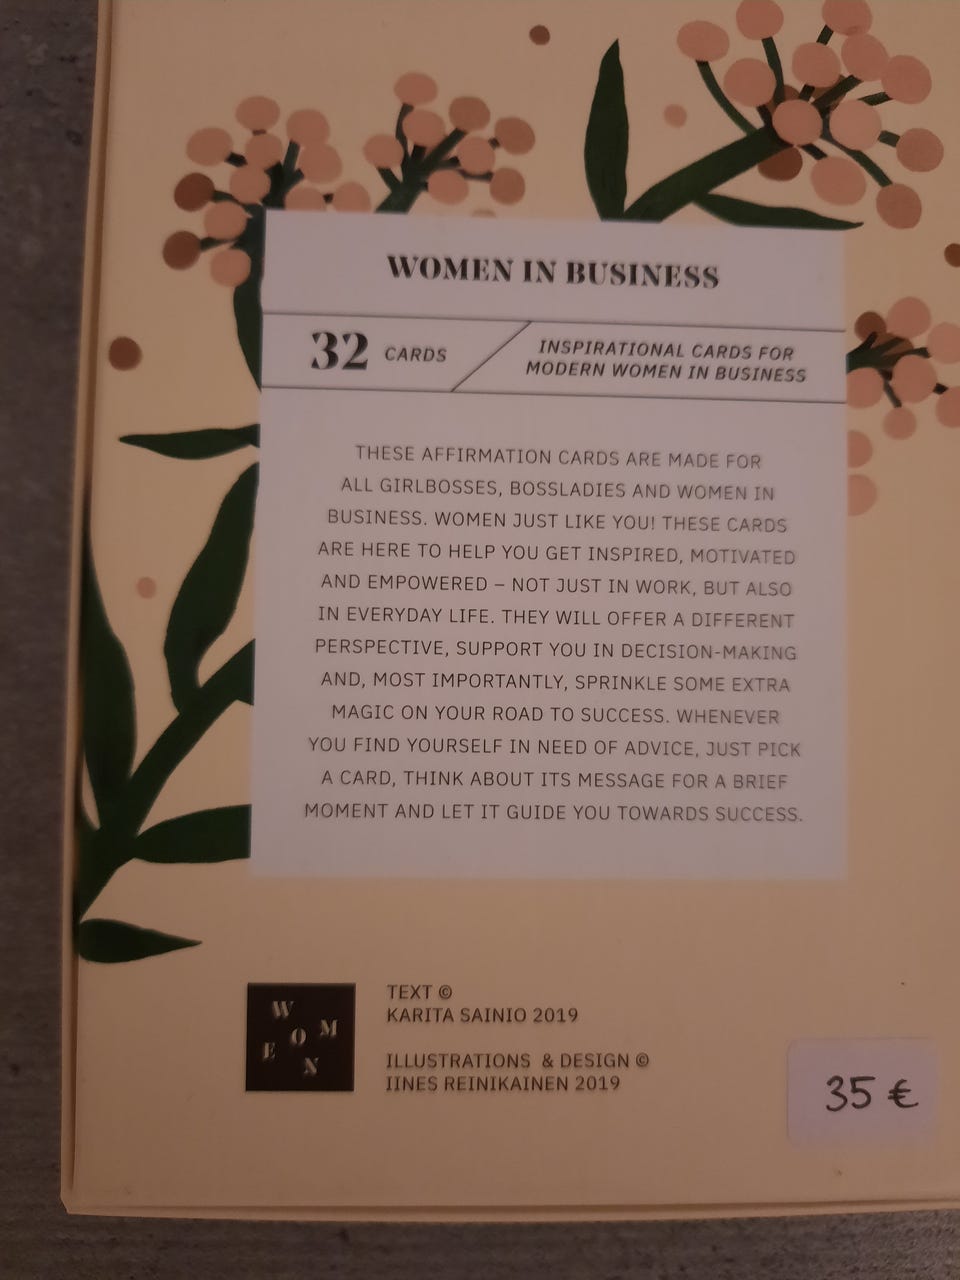 WOMEN IN BUSINESS
32 CARDS
INSPIRATIONAL CARDS FOR
MODERN WOMEN IN BUSINESS
THESE AFFIRMATION CARDS ARE MADE FOR
ALL GIRLBOSSES, BOSSLADIES AND WOMEN IN
BUSINESS. WOMEN JUST LIKE YOU! THESE CARDS
ARE HERE TO HELP YOU GET INSPIRED, MOTIVATED
AND EMPOWERED – NOT JUST IN WORK, BUT ALSO
IN EVERYDAY LIFE. THEY WILL OFFER A DIFFERENT
PERSPECTIVE, SUPPORT YOU IN DECISION-MAKING
AND, MOST IMPORTANTLY, SPRINKLE SOME EXTRA
MAGIC ON YOUR ROAD TO SUCCESS. WHENEVER
YOU FIND YOURSELF IN NEED OF ADVICE, JUST PICK
A CARD, THINK ABOUT ITS MESSAGE FOR A BRIEF
MOMENT AND LET IT GUIDE YOU TOWARDS SUCCESS.
WOMEN
TEXT ©
KARITA SAINIO 2019
ILLUSTRATIONS & DESIGN ©
IINES REINIKAINEN 2019
35 €